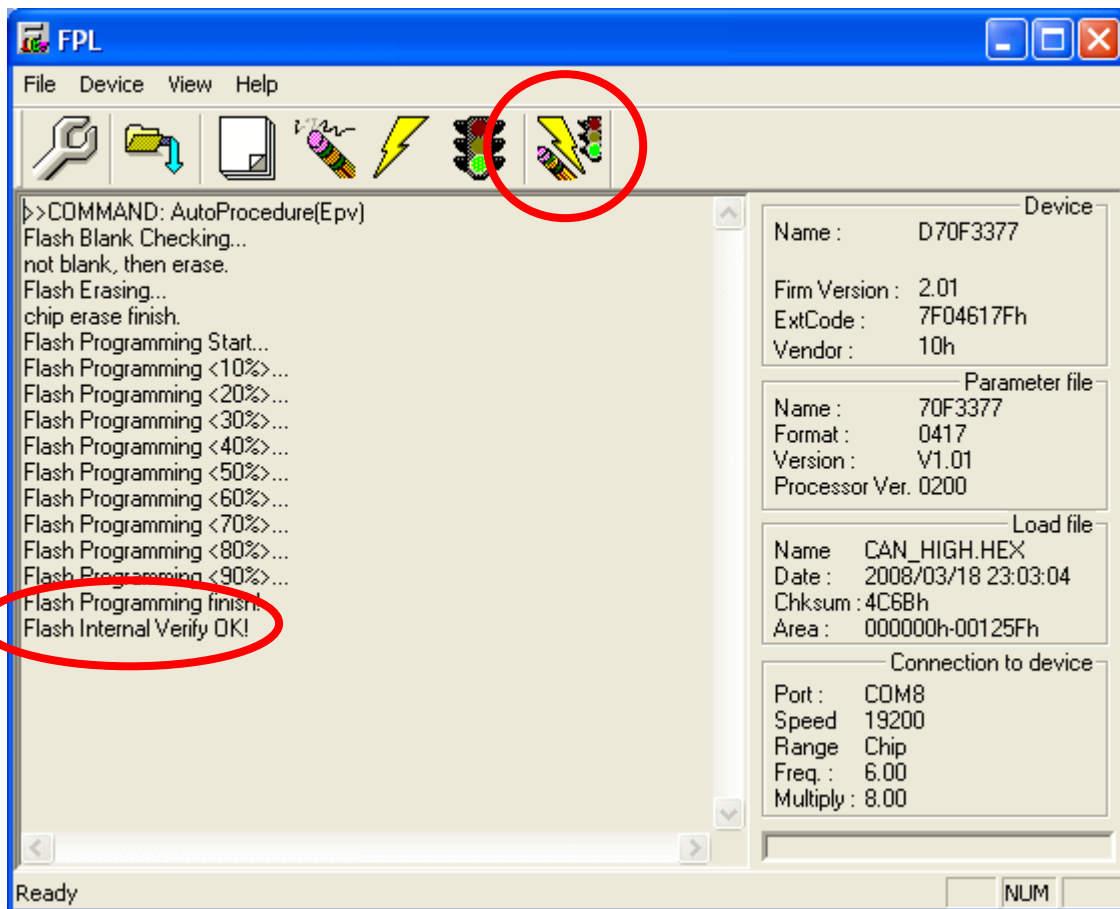 FPL
File Device View Help
>>COMMAND: AutoProcedure(Epv)
Flash Blank Checking...
not blank, then erase.
Flash Erasing...
chip erase finish.
Flash Programming Start...
Flash Programming <10%>...
Flash Programming <20%>...
Flash Programming <30%>...
Flash Programming <40%>...
Flash Programming <50%>...
Flash Programming <60%>...
Flash Programming <70%>...
Flash Programming <80%>...
Flash Programming <90%>...
Flash Programming finish!
Flash Internal Verify OK!
Device
Name : D70F3377
Firm Version : 2.01
ExtCode : 7F04617Fh
Vendor : 10h
Parameter file
Name : 70F3377
Format : 0417
Version : V1.01
Processor Ver. 0200
Load file
Name CAN_HIGH.HEX
Date : 2008/03/18 23:03:04
Chksum : 4C6Bh
Area : 000000h-00125Fh
Connection to device
Port : COM8
Speed 19200
Range Chip
Freq. : 6.00
Multiply : 8.00
Ready NUM